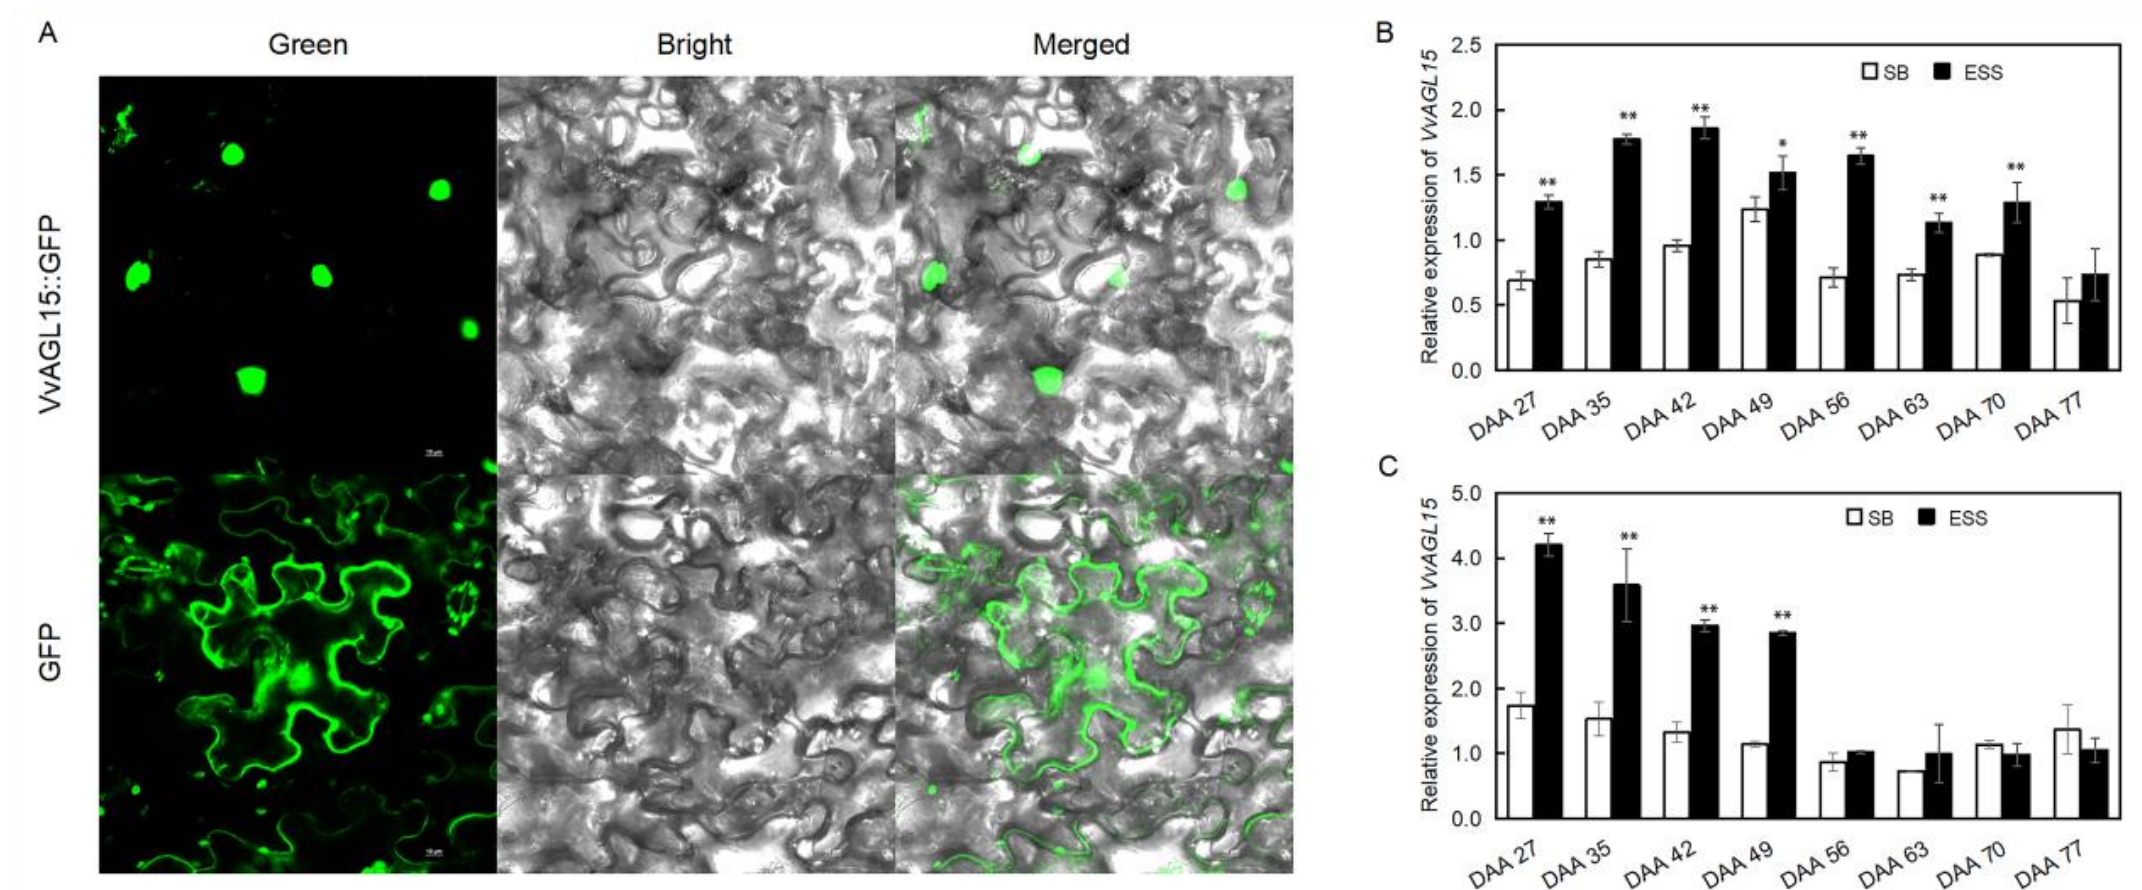 A
Green Bright Merged
VvAGL15::GFP
GFP
10 μm
B
Relative expression of VvAGL15
2.5
2.0
1.5
1.0
0.5
0.0
SB ESS
**
**
**
*
**
**
**
DAA 27 DAA 35 DAA 42 DAA 49 DAA 56 DAA 63 DAA 70 DAA 77
C
Relative expression of VvAGL15
5.0
4.0
3.0
2.0
1.0
0.0
SB ESS
**
**
**
**
DAA 27 DAA 35 DAA 42 DAA 49 DAA 56 DAA 63 DAA 70 DAA 77